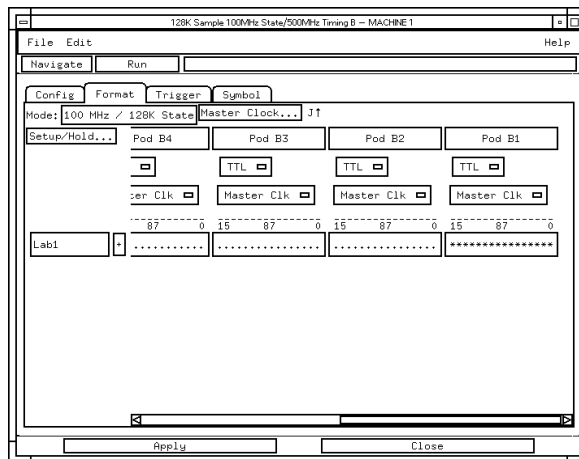 128K Sample 100MHz State/500MHz Timing B — MACHINE 1
File Edit Help
Navigate Run
Config Format Trigger Symbol
Mode: 100 MHz / 128K State Master Clock... J↑
Setup/Hold... Pod B4 Pod B3 Pod B2 Pod B1
TTL TTL TTL
ter Clk Master Clk Master Clk Master Clk
87 0 15 87 0 15 87 0 15 87 0
Lab1 + ............ ................ ................ ****************
Apply Close